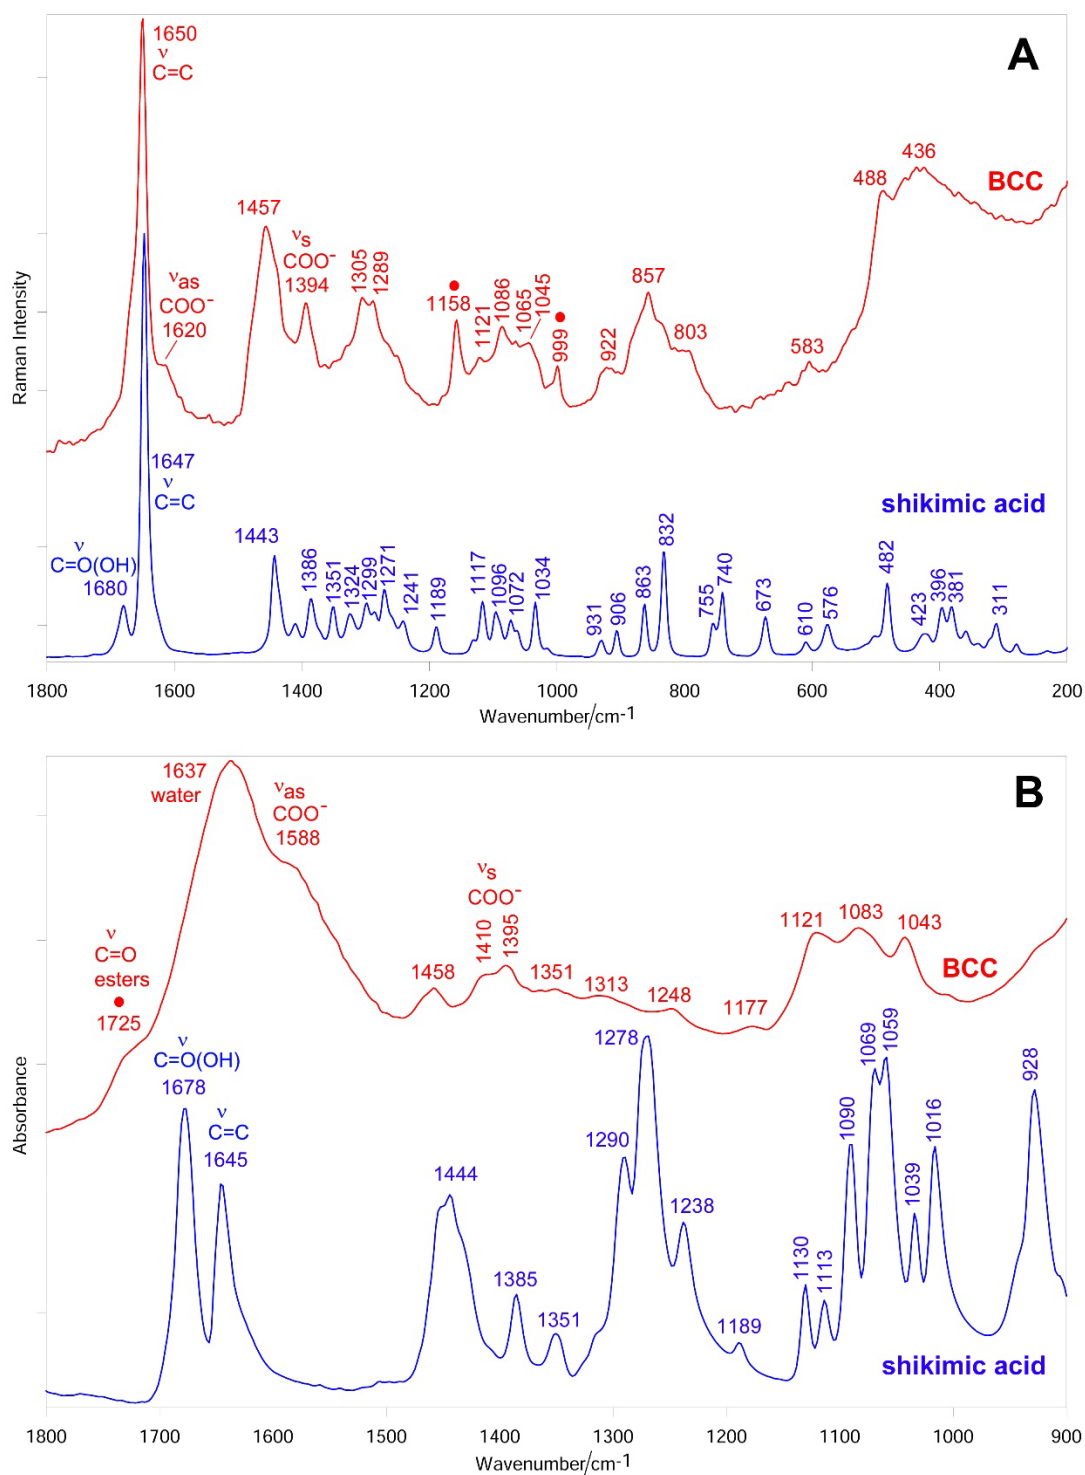 A
1650
ν
C=C
νas
COO⁻
1620
1457
νs
COO⁻
1394
1305
1289
1158
1121
1086
1065
1045
999
922
857
803
583
488
436
BCC
Raman Intensity
ν
C=O(OH)
1680
1647
ν
C=C
1443
1386
1351
1324
1299
1271
1241
1189
1117
1096
1072
1034
931
906
863
832
755
740
673
610
576
482
423
396
381
311
shikimic acid
1800 1600 1400 1200 1000 800 600 400 200
Wavenumber/cm-1
B
1637
water
νas
COO⁻
1588
ν
C=O
esters
1725
1458
νs
COO⁻
1410
1395
1351
1313
1248
1177
1121
1083
1043
BCC
Absorbance
ν
C=O(OH)
1678
ν
C=C
1645
1444
1385
1351
1290
1278
1238
1189
1130
1113
1090
1069
1059
1039
1016
928
shikimic acid
1800 1700 1600 1500 1400 1300 1200 1100 1000 900
Wavenumber/cm-1